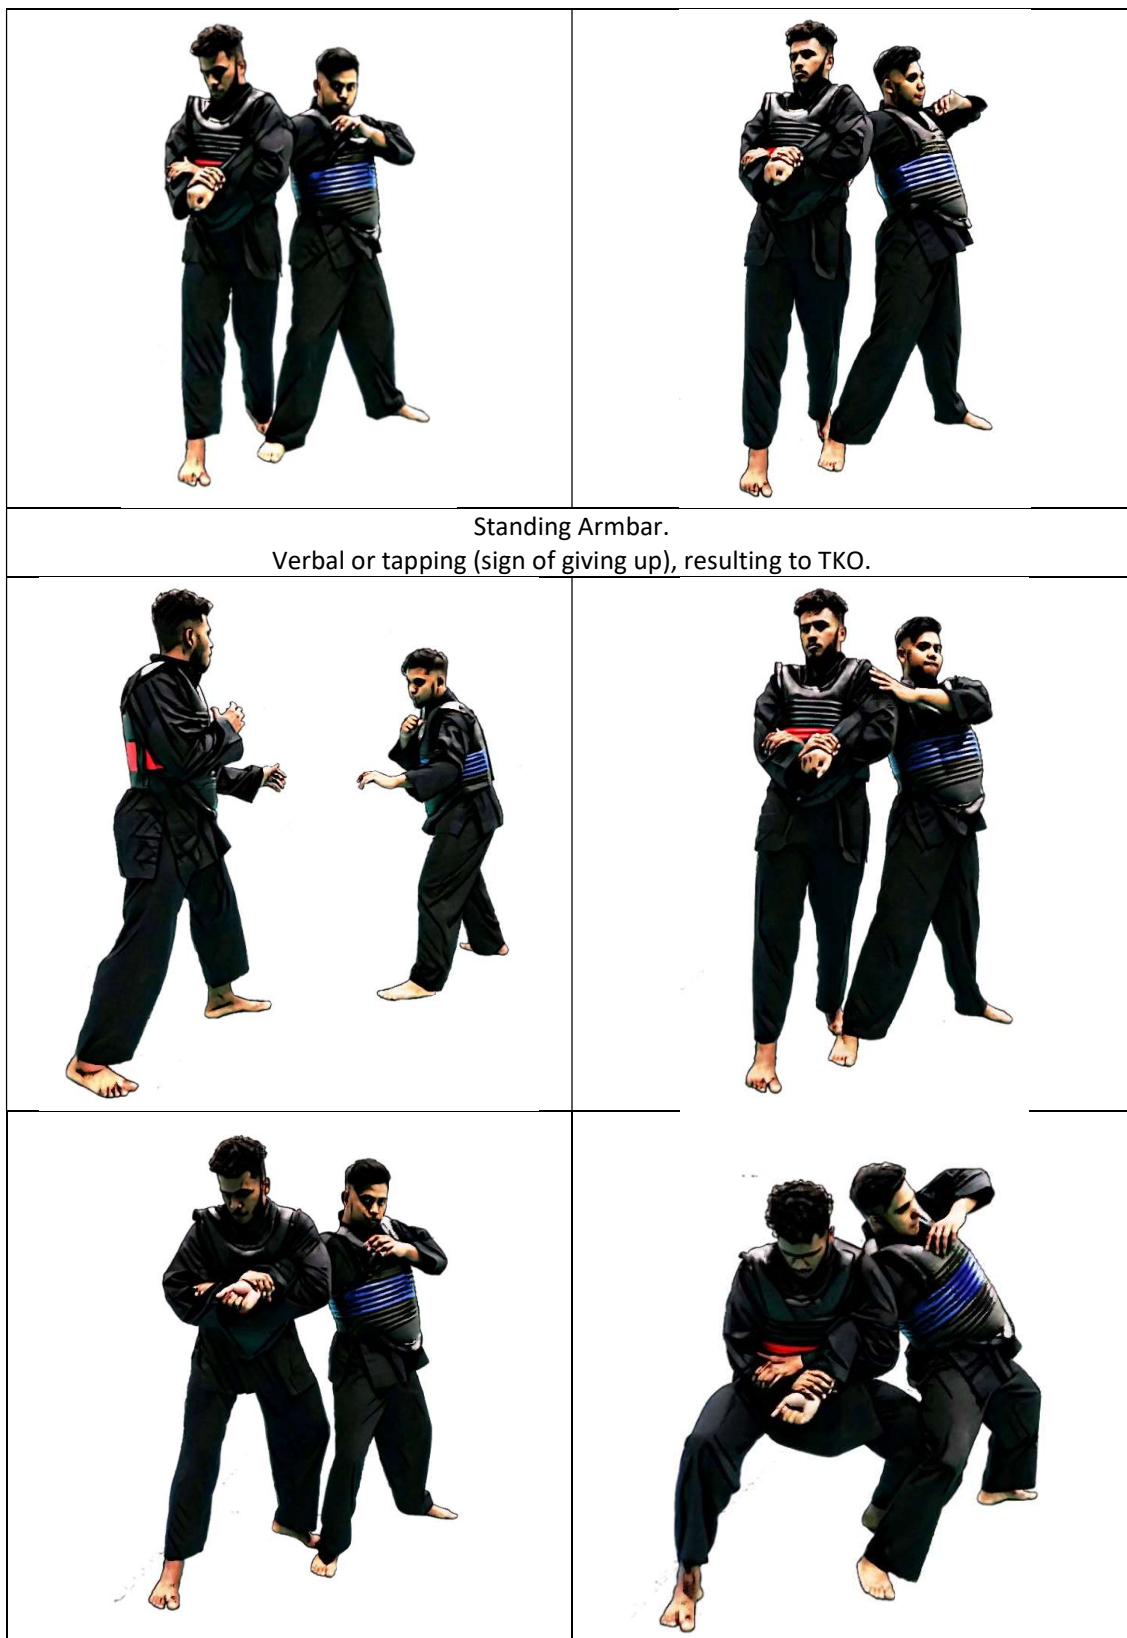 Standing Armbar.
Verbal or tapping (sign of giving up), resulting to TKO.